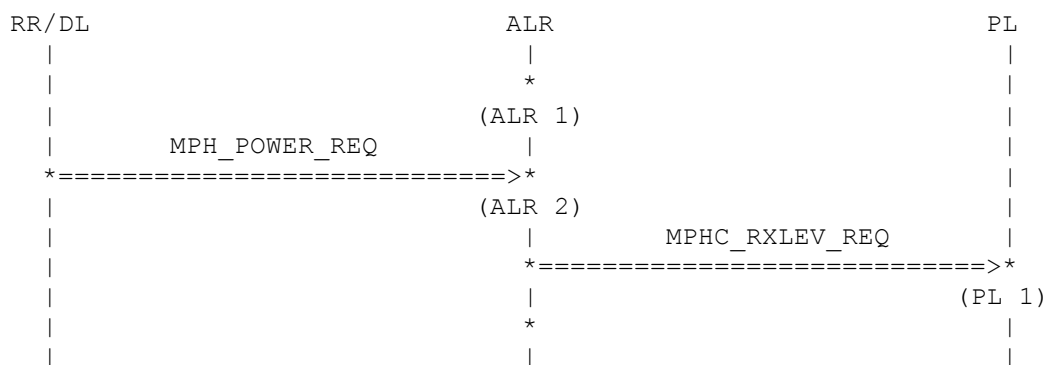 RR/DL ALR PL
(ALR 1)
MPH_POWER_REQ
(ALR 2)
MPHC_RXLEV_REQ
(PL 1)